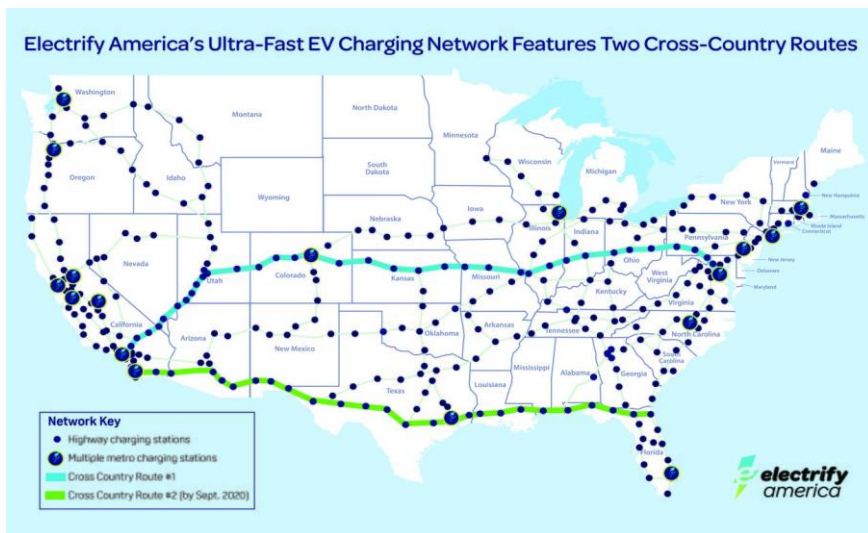 Electrify America's Ultra-Fast EV Charging Network Features Two Cross-Country Routes
Washington
Montana
North Dakota
Minnesota
Maine
Vermont
Oregon
Idaho
South Dakota
Wisconsin
Michigan
New York
New Hampshire
Massachusetts
Rhode Island
Connecticut
Wyoming
Nebraska
Iowa
Illinois
Indiana
Ohio
Pennsylvania
New Jersey
Delaware
Maryland
Nevada
Utah
Colorado
Kansas
Missouri
Kentucky
West
Virginia
Virginia
California
Arizona
New Mexico
Oklahoma
Arkansas
Tennessee
North Carolina
South
Carolina
Texas
Louisiana
Mississippi
Alabama
Georgia
Florida
Network Key
Highway charging stations
Multiple metro charging stations
Cross Country Route #1
Cross Country Route #2 (by Sept. 2020)
electrify
america